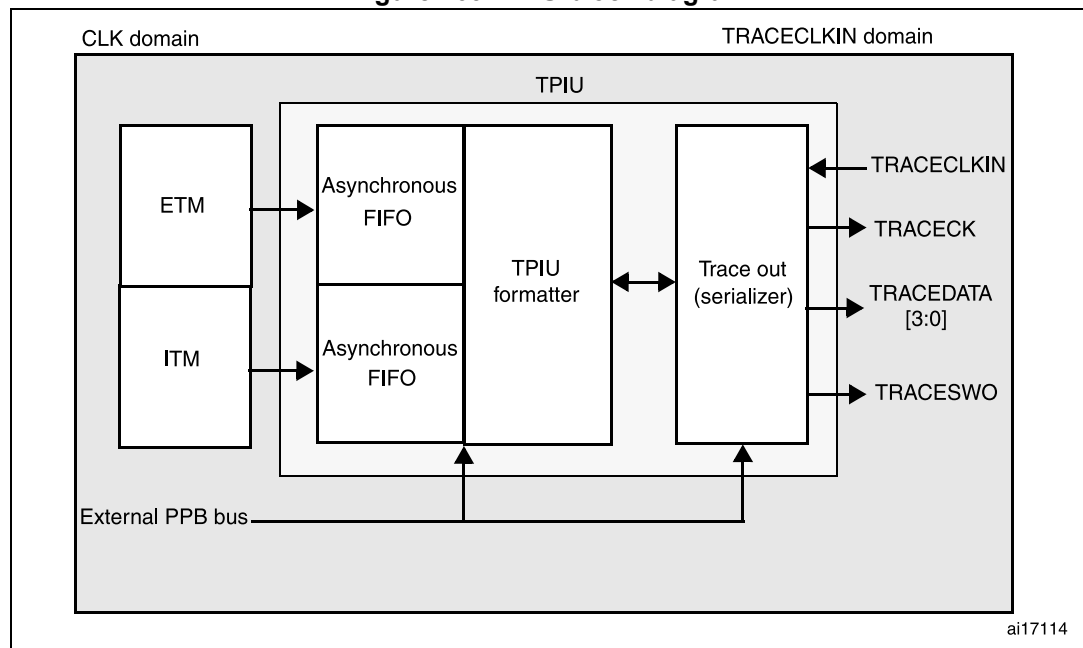 CLK domain
TRACECLKIN domain
TPIU
ETM
Asynchronous
FIFO
TPIU
formatter
Trace out
(serializer)
TRACECLKIN
TRACECK
TRACEDATA
[3:0]
TRACESWO
ITM
Asynchronous
FIFO
External PPB bus
ai17114